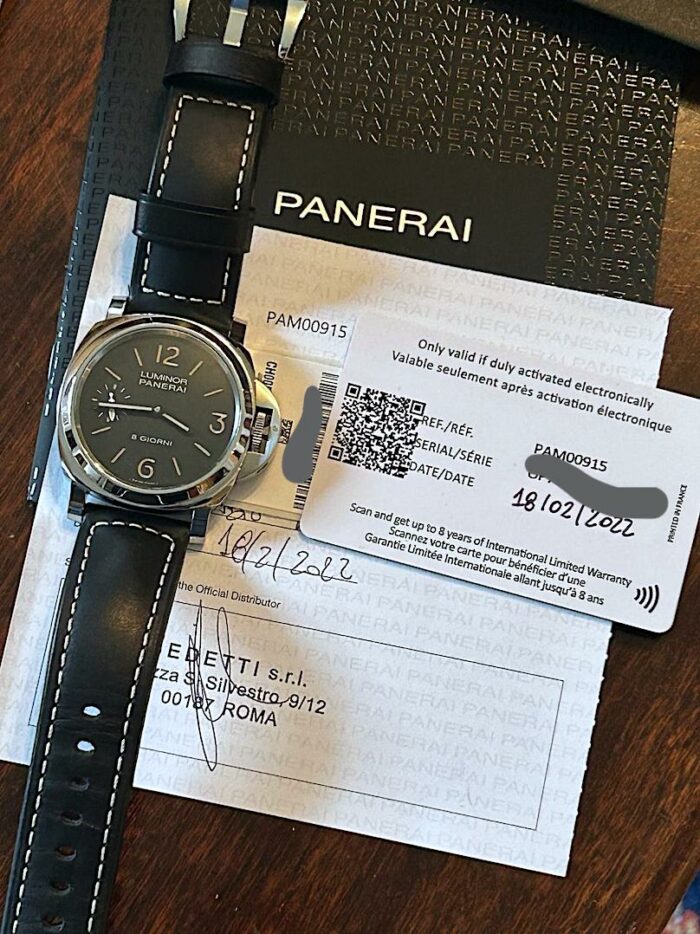 PANERAI
PAM00915
12
LUMINOR
PANERAI
3
8 GIORNI
6
Only valid if duly activated electronically
Valable seulement après activation électronique
REF./RÉF.
PAM00915
SERIAL/SÉRIE
DATE/DATE
18/02/2022
Scan and get up to 8 years of International Limited Warranty
Scannez votre carte pour bénéficier d'une
Garantie Limitée Internationale allant jusqu'à 8 ans
PRINTED IN FRANCE
18/2/2022
the Official Distributor
EDETTI s.r.l.
zza S. Silvestro, 9/12
00187 ROMA